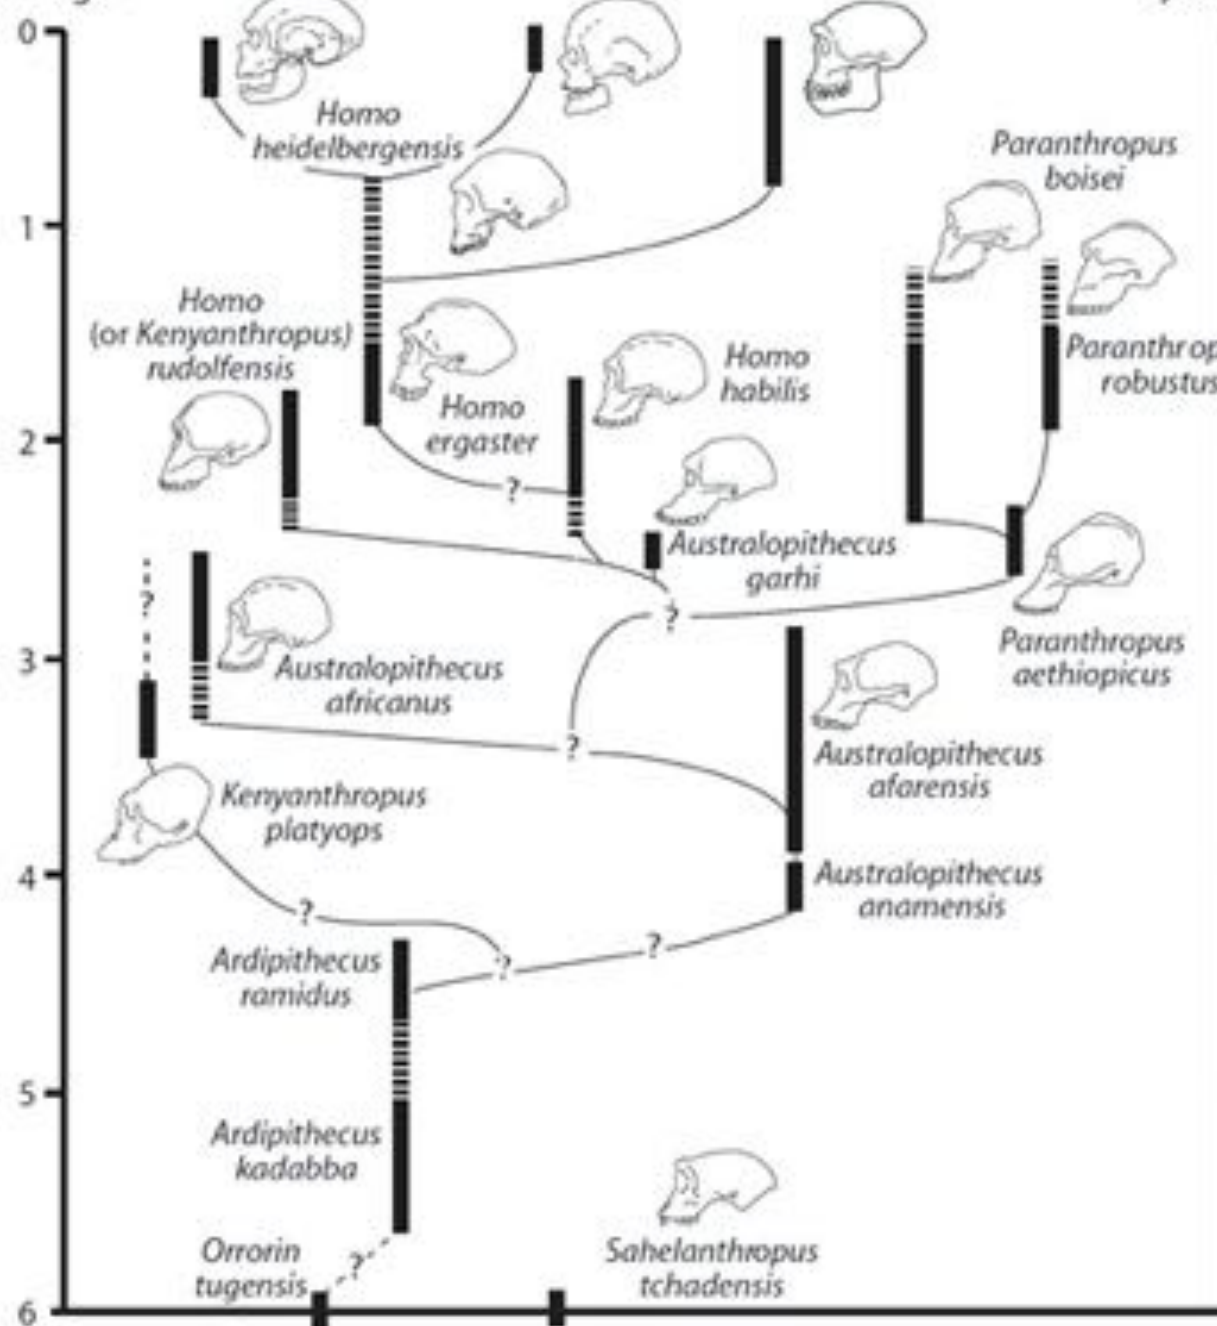 0
Homo
heidelbergensis
Paranthropus
boisei
1
Homo
(or Kenyanthropus)
rudolfensis
Homo
habilis
Paranthrop
robustus
Homo
ergaster
2
?
Australopithecus
garhi
?
?
3
Australopithecus
africanus
Paranthropus
aethiopicus
?
Australopithecus
afarensis
Kenyanthropus
platyops
4
Australopithecus
anamensis
?
?
?
Ardipithecus
ramidus
5
Ardipithecus
kadabba
Orrorin
tugensis
?
Sahelanthropus
tchadensis
6